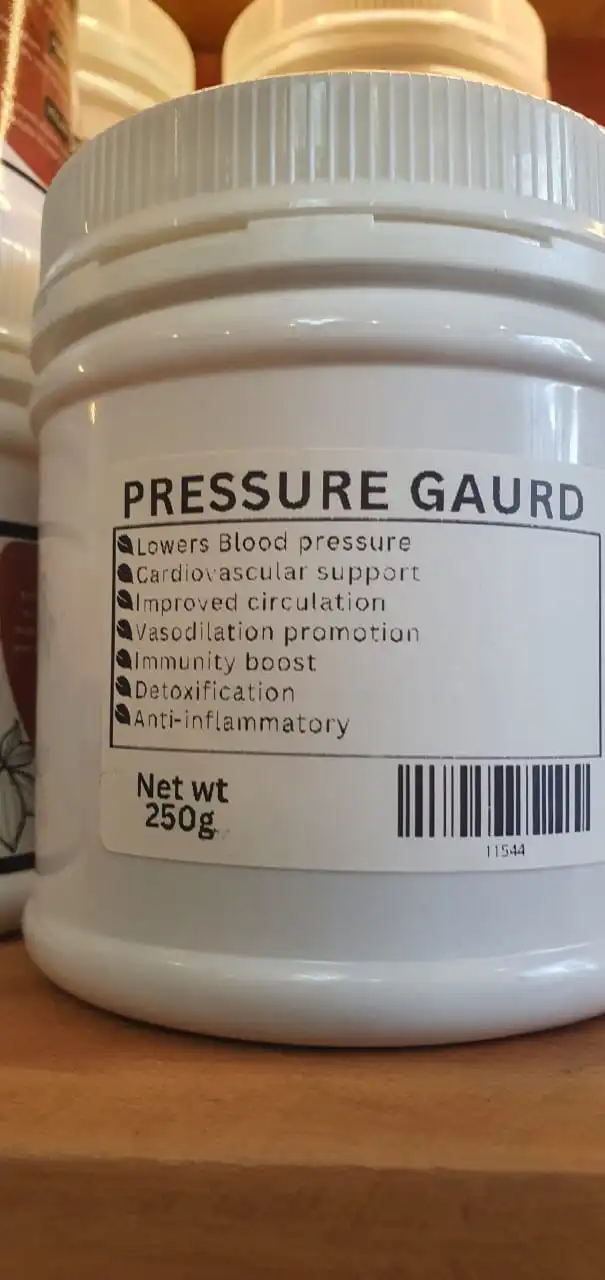 PRESSURE GAURD
Lowers Blood pressure
Cardiovascular support
Improved circulation
Vasodilation promotion
Immunity boost
Detoxification
Anti-inflammatory
Net wt
250g
11544